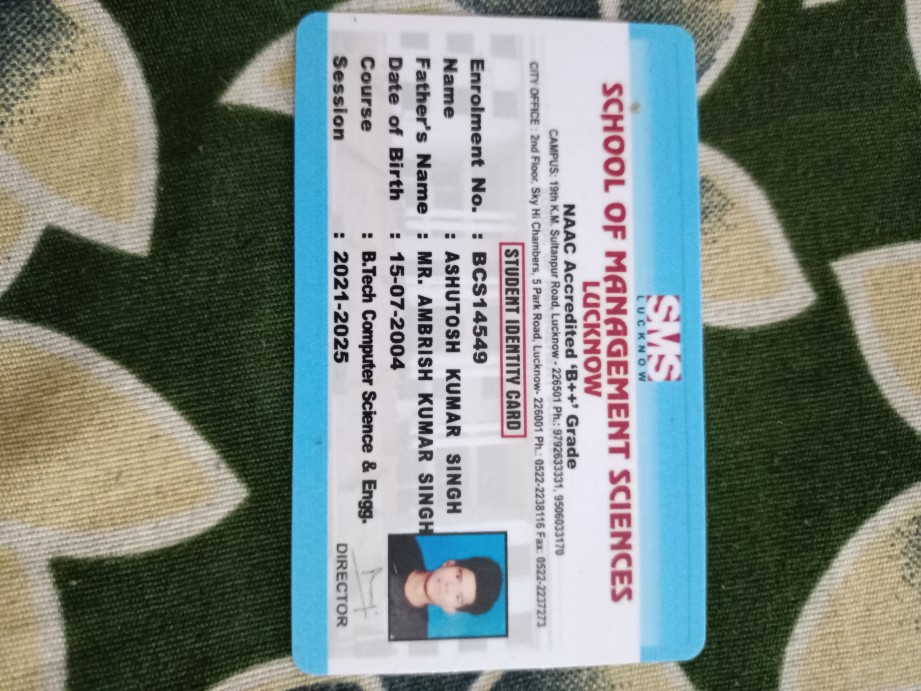 SMS
LUCKNOW
SCHOOL OF MANAGEMENT SCIENCES
LUCKNOW
NAAC Accredited 'B++' Grade
CAMPUS: 19th K.M. Sultanpur Road, Lucknow - 226501 Ph.: 9792633331, 9506033170
CITY OFFICE : 2nd Floor, Sky Hi Chambers, 5 Park Road, Lucknow- 226001 Ph.: 0522-2238116 Fax: 0522-2237273
STUDENT IDENTITY CARD
Enrolment No. : BCS14549
Name : ASHUTOSH KUMAR SINGH
Father's Name : MR. AMBRISH KUMAR SINGH
Date of Birth : 15-07-2004
Course : B.Tech Computer Science & Engg.
Session : 2021-2025
DIRECTOR